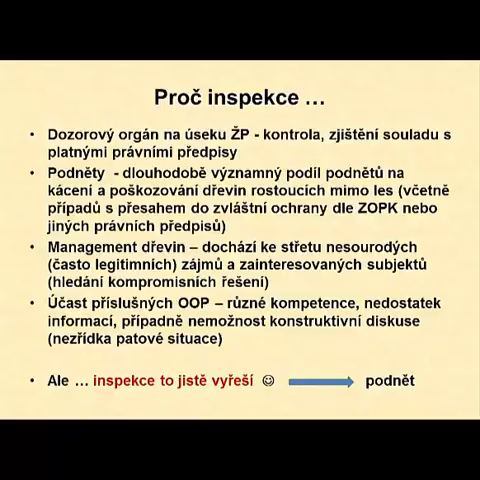 Proč inspekce …
• Dozorový orgán na úseku ŽP - kontrola, zjištění souladu s
platnými právními předpisy
• Podněty - dlouhodobě významný podíl podnětů na
kácení a poškozování dřevin rostoucích mimo les (včetně
případů s přesahem do zvláštní ochrany dle ZOPK nebo
jiných právních předpisů)
• Management dřevin – dochází ke střetu nesourodých
(často legitimních) zájmů a zainteresovaných subjektů
(hledání kompromisních řešení)
• Účast příslušných OOP – různé kompetence, nedostatek
informací, případně nemožnost konstruktivní diskuse
(nezřídka patové situace)
• Ale … inspekce to jistě vyřeší ☺ podnět